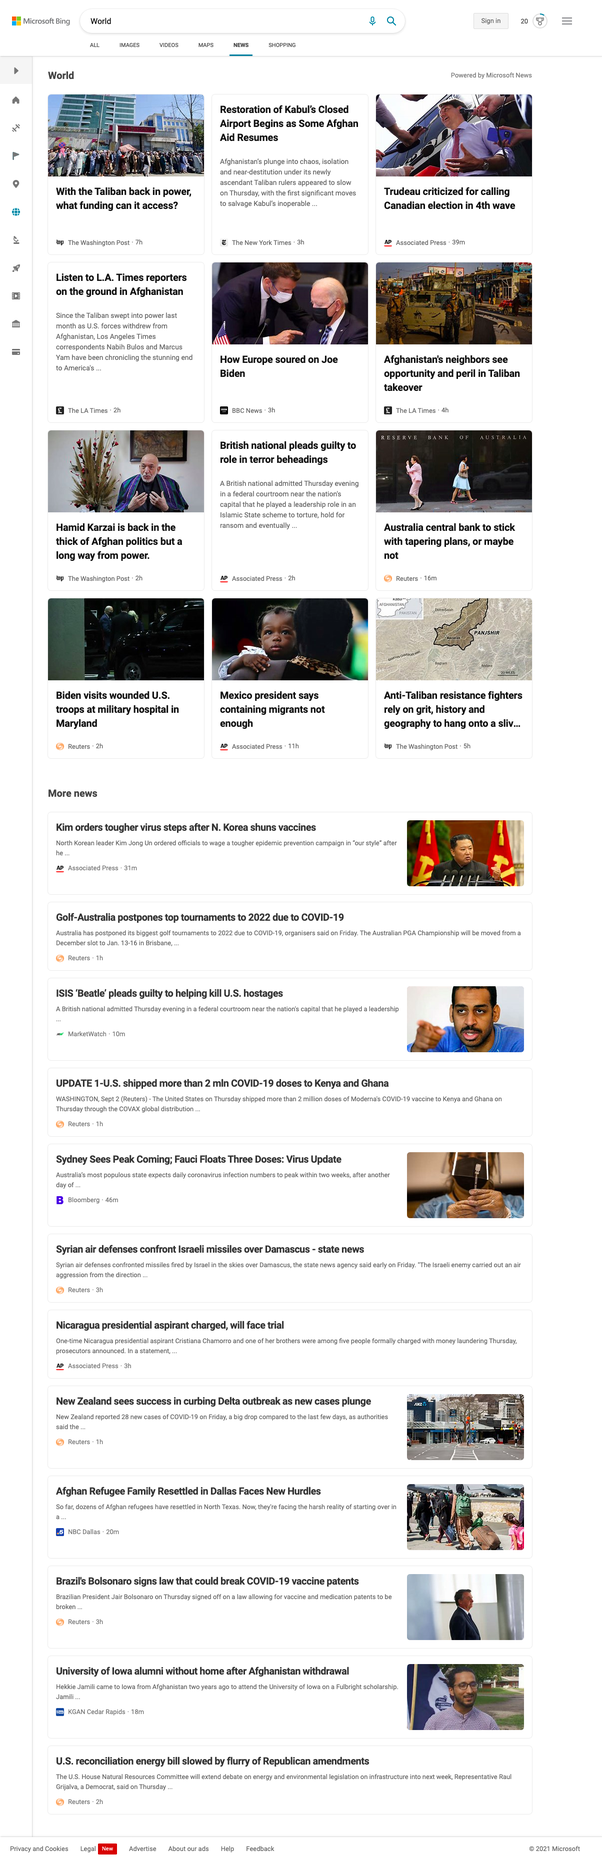 Microsoft Bing
World
Sign in
20
ALL IMAGES VIDEOS MAPS NEWS SHOPPING
World
Powered by Microsoft News
With the Taliban back in power,
what funding can it access?
The Washington Post · 7h
Restoration of Kabul's Closed
Airport Begins as Some Afghan
Aid Resumes
Afghanistan's plunge into chaos, isolation
and near-destitution under its newly
ascendant Taliban rulers appeared to slow
on Thursday, with the first significant moves
to salvage Kabul's inoperable ...
The New York Times · 3h
Trudeau criticized for calling
Canadian election in 4th wave
AP Associated Press · 39m
Listen to L.A. Times reporters
on the ground in Afghanistan
Since the Taliban swept into power last
month as U.S. forces withdrew from
Afghanistan, Los Angeles Times
correspondents Nabih Bulos and Marcus
Yam have been chronicling the stunning end
to America's ...
The LA Times · 2h
How Europe soured on Joe
Biden
BBC News · 3h
Afghanistan's neighbors see
opportunity and peril in Taliban
takeover
The LA Times · 4h
Hamid Karzai is back in the
thick of Afghan politics but a
long way from power.
The Washington Post · 2h
British national pleads guilty to
role in terror beheadings
A British national admitted Thursday evening
in a federal courtroom near the nation's
capital that he played a leadership role in an
Islamic State scheme to torture, hold for
ransom and eventually ...
AP Associated Press · 2h
RESERVE BANK OF AUSTRALIA
Australia central bank to stick
with tapering plans, or maybe
not
Reuters · 16m
Biden visits wounded U.S.
troops at military hospital in
Maryland
Reuters · 2h
Mexico president says
containing migrants not
enough
AP Associated Press · 11h
AFGHANISTAN
PANJSHIR
Anti-Taliban resistance fighters
rely on grit, history and
geography to hang onto a sliv...
The Washington Post · 5h
More news
Kim orders tougher virus steps after N. Korea shuns vaccines
North Korean leader Kim Jong Un ordered officials to wage a tougher epidemic prevention campaign in "our style" after
he ...
AP Associated Press · 31m
Golf-Australia postpones top tournaments to 2022 due to COVID-19
Australia has postponed its biggest golf tournaments to 2022 due to COVID-19, organisers said on Friday. The Australian PGA Championship will be moved from a
December slot to Jan. 13-16 in Brisbane, ...
Reuters · 1h
ISIS 'Beatle' pleads guilty to helping kill U.S. hostages
A British national admitted Thursday evening in a federal courtroom near the nation's capital that he played a leadership
...
MarketWatch · 10m
UPDATE 1-U.S. shipped more than 2 mln COVID-19 doses to Kenya and Ghana
WASHINGTON, Sept 2 (Reuters) - The United States on Thursday shipped more than 2 million doses of Moderna's COVID-19 vaccine to Kenya and Ghana on
Thursday through the COVAX global distribution ...
Reuters · 1h
Sydney Sees Peak Coming; Fauci Floats Three Doses: Virus Update
Australia's most populous state expects daily coronavirus infection numbers to peak within two weeks, after another
day of ...
B Bloomberg · 46m
Syrian air defenses confront Israeli missiles over Damascus - state news
Syrian air defenses confronted missiles fired by Israel in the skies over Damascus, the state news agency said early on Friday. "The Israeli enemy carried out an air
aggression from the direction ...
Reuters · 3h
Nicaragua presidential aspirant charged, will face trial
One-time Nicaragua presidential aspirant Cristiana Chamorro and one of her brothers were among five people formally charged with money laundering Thursday,
prosecutors announced. In a statement, ...
AP Associated Press · 3h
New Zealand sees success in curbing Delta outbreak as new cases plunge
New Zealand reported 28 new cases of COVID-19 on Friday, a big drop compared to the last few days, as authorities
said the ...
Reuters · 1h
Afghan Refugee Family Resettled in Dallas Faces New Hurdles
So far, dozens of Afghan refugees have resettled in North Texas. Now, they're facing the harsh reality of starting over in
a ...
NBC Dallas · 20m
Brazil's Bolsonaro signs law that could break COVID-19 vaccine patents
Brazilian President Jair Bolsonaro on Thursday signed off on a law allowing for vaccine and medication patents to be
broken ...
Reuters · 3h
University of Iowa alumni without home after Afghanistan withdrawal
Hekkie Jamili came to Iowa from Afghanistan two years ago to attend the University of Iowa on a Fulbright scholarship.
Jamili ...
KGAN Cedar Rapids · 18m
U.S. reconciliation energy bill slowed by flurry of Republican amendments
The U.S. House Natural Resources Committee will extend debate on energy and environmental legislation on infrastructure into next week, Representative Raul
Grijalva, a Democrat, said on Thursday ...
Reuters · 2h
Privacy and Cookies Legal New Advertise About our ads Help Feedback © 2021 Microsoft